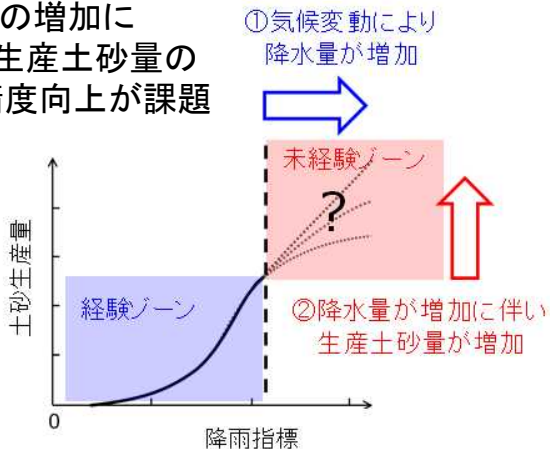 の増加に
生産土砂量の
度向上が課題
①気候変動により
降水量が増加
未経験ゾーン
?
土砂生産量
経験ゾーン
②降水量が増加に伴い
生産土砂量が増加
0
降雨指標